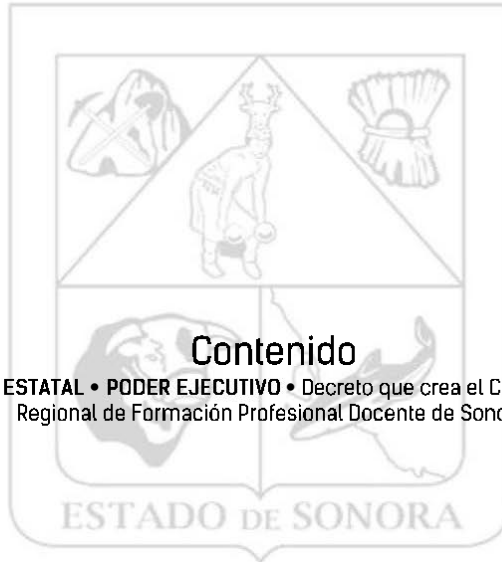 Contenido
ESTATAL • PODER EJECUTIVO • Decreto que crea el C
Regional de Formación Profesional Docente de Sono
ESTADO DE SONORA